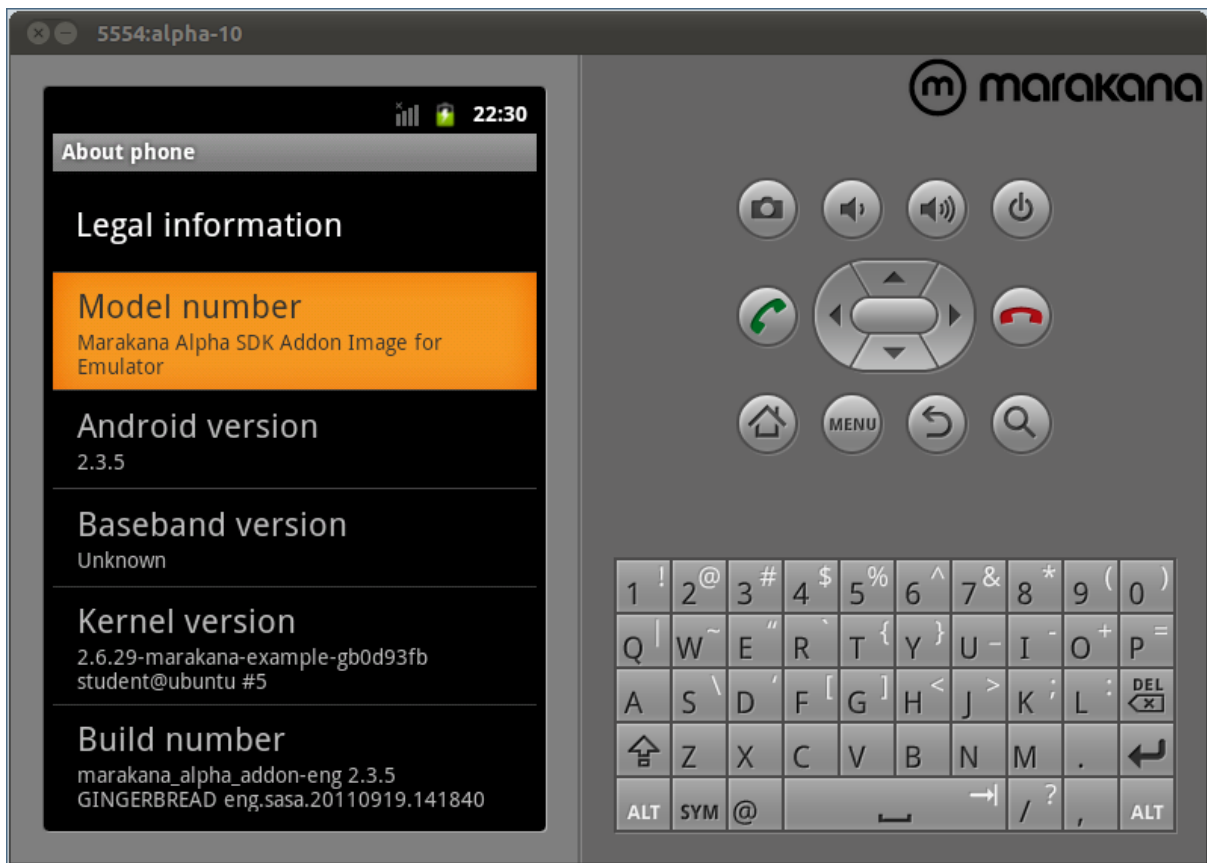 5554:alpha-10
marakana
22:30
About phone
Legal information
Model number
Marakana Alpha SDK Addon Image for
Emulator
Android version
2.3.5
Baseband version
Unknown
Kernel version
2.6.29-marakana-example-gb0d93fb
student@ubuntu #5
Build number
marakana_alpha_addon-eng 2.3.5
GINGERBREAD eng.sasa.20110919.141840
MENU
1 ! 2 @ 3 # 4 $ 5 % 6 ^ 7 & 8 * 9 ( 0 )
Q | W ~ E " R ` T { Y } U _ I - O + P =
A S \ D ' F [ G ] H < J > K ; L : DEL
Z X C V B N M .
ALT SYM @ / ? , ALT